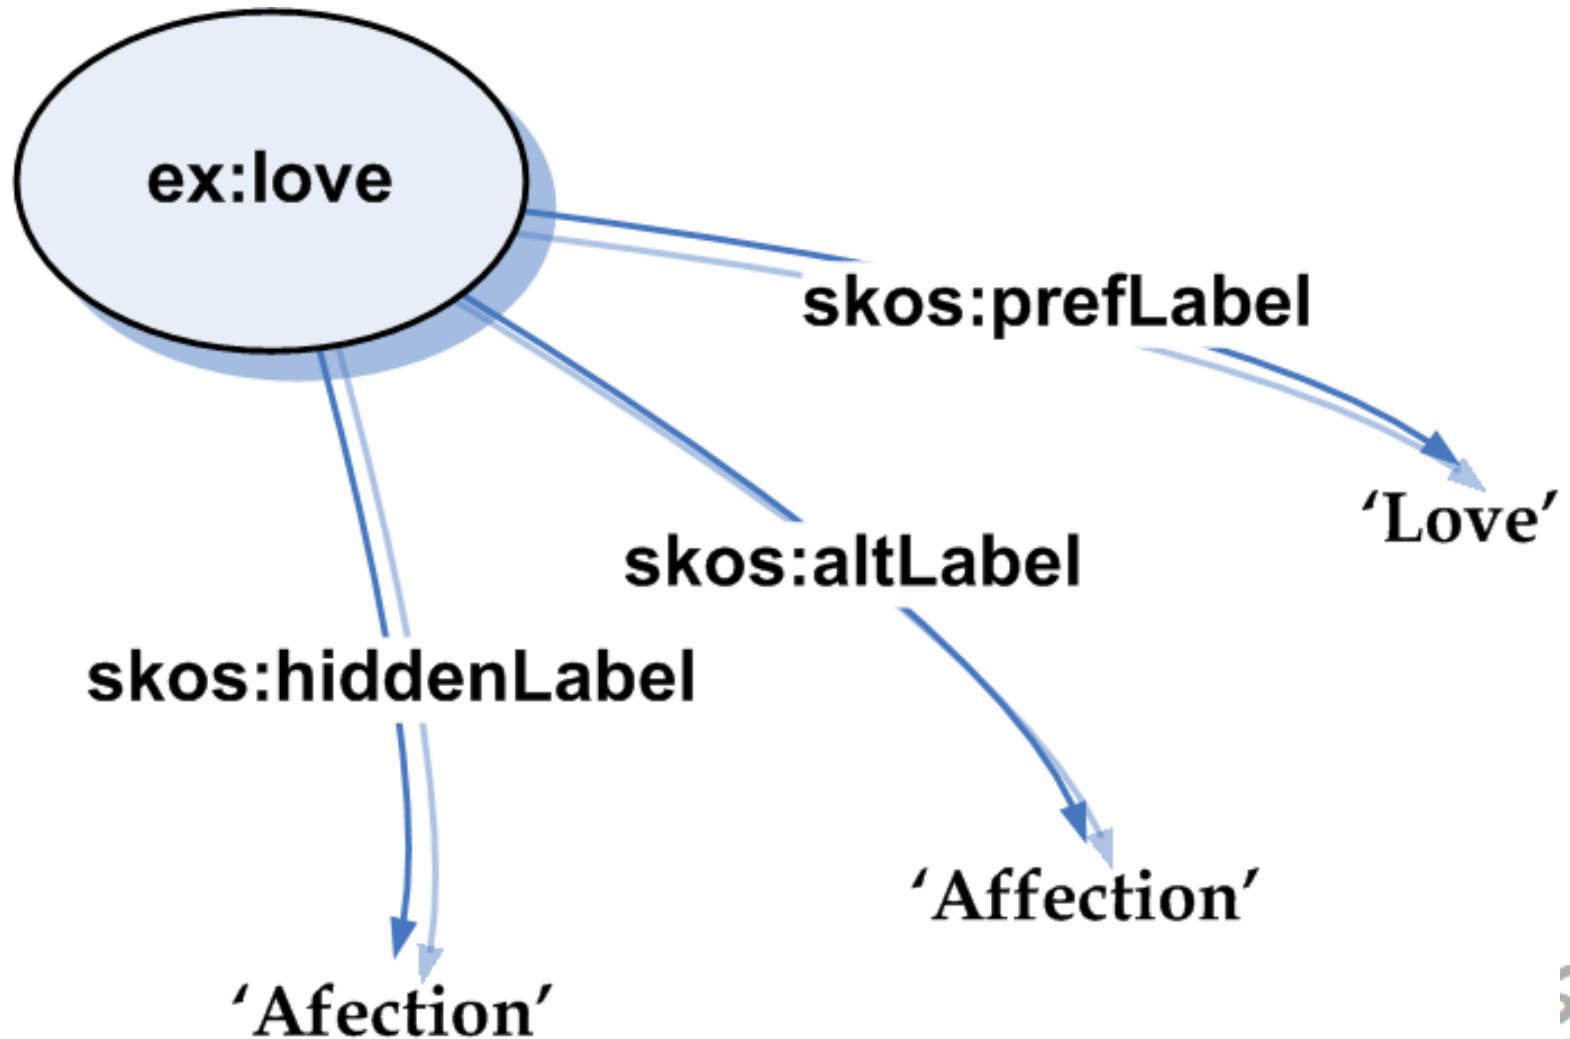 ex:love
skos:prefLabel
‘Love’
skos:altLabel
skos:hiddenLabel
‘Affection’
‘Afection’